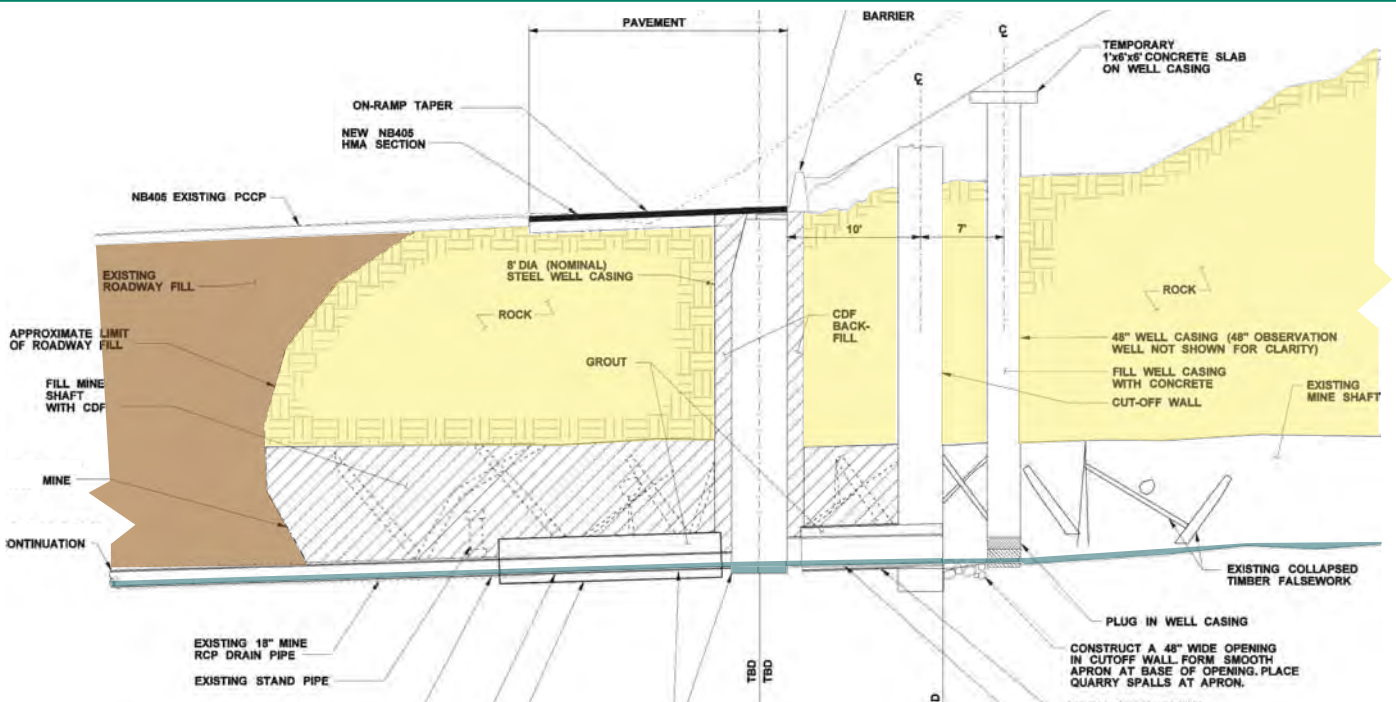 PAVEMENT
BARRIER
TEMPORARY
1'x6'x6' CONCRETE SLAB
ON WELL CASING
ON-RAMP TAPER
NEW NB405
HMA SECTION
NB405 EXISTING PCCP
10'
7'
EXISTING
ROADWAY FILL
8' DIA (NOMINAL)
STEEL WELL CASING
ROCK
ROCK
APPROXIMATE LIMIT
OF ROADWAY FILL
CDF
BACK-
FILL
48" WELL CASING (48" OBSERVATION
WELL NOT SHOWN FOR CLARITY)
GROUT
FILL WELL CASING
WITH CONCRETE
FILL MINE
SHAFT
WITH CDF
CUT-OFF WALL
EXISTING
MINE SHAFT
MINE
ONTINUATION
EXISTING COLLAPSED
TIMBER FALSEWORK
PLUG IN WELL CASING
EXISTING 18" MINE
RCP DRAIN PIPE
EXISTING STAND PIPE
TBD
TBD
CONSTRUCT A 48" WIDE OPENING
IN CUTOFF WALL. FORM SMOOTH
APRON AT BASE OF OPENING. PLACE
QUARRY SPALLS AT APRON.